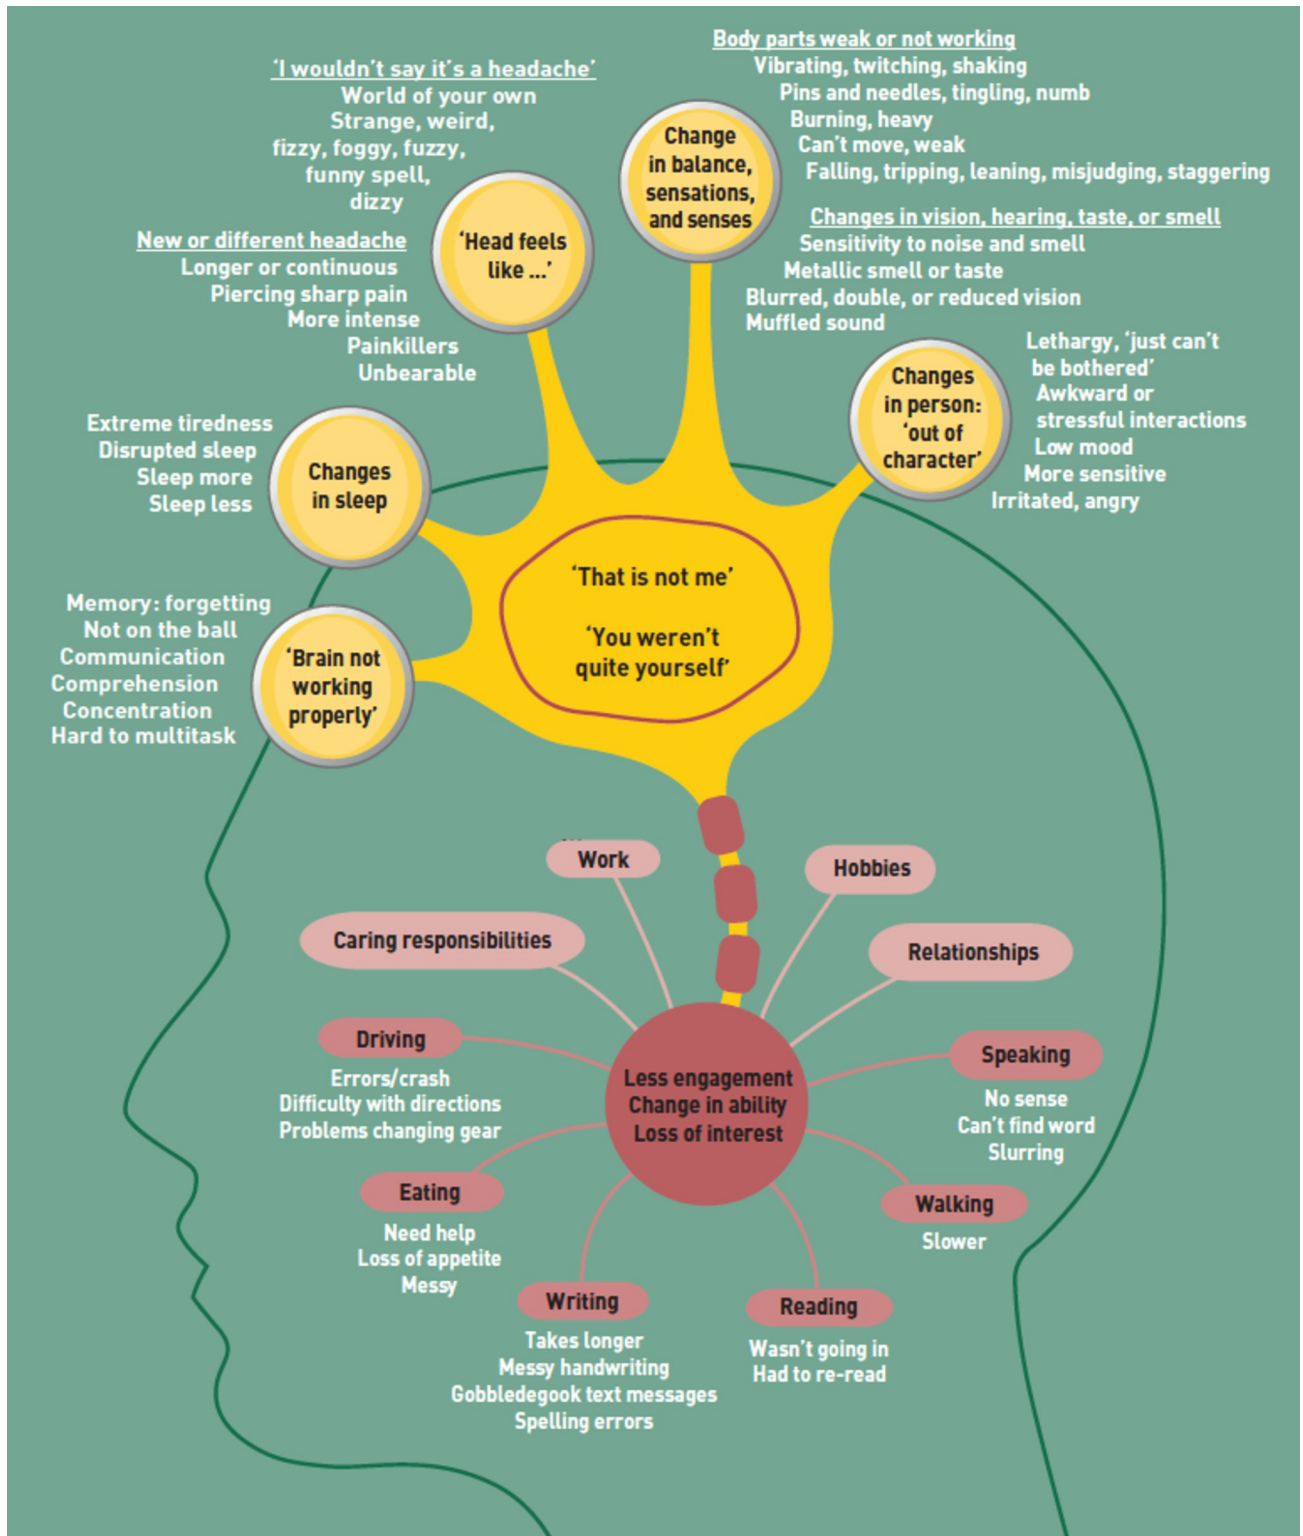 Body parts weak or not working
Vibrating, twitching, shaking
Pins and needles, tingling, numb
Burning, heavy
Can't move, weak
Falling, tripping, leaning, misjudging, staggering
Changes in vision, hearing, taste, or smell
Sensitivity to noise and smell
Metallic smell or taste
Blurred, double, or reduced vision
Muffled sound
Change
in balance,
sensations,
and senses
'I wouldn't say it's a headache'
World of your own
Strange, weird,
fizzy, foggy, fuzzy,
funny spell,
dizzy
New or different headache
Longer or continuous
Piercing sharp pain
More intense
Painkillers
Unbearable
'Head feels
like ...'
Lethargy, 'just can't
be bothered'
Awkward or
stressful interactions
Low mood
More sensitive
Irritated, angry
Changes
in person:
'out of
character'
Extreme tiredness
Disrupted sleep
Sleep more
Sleep less
Changes
in sleep
Memory: forgetting
Not on the ball
Communication
Comprehension
Concentration
Hard to multitask
'Brain not
working
properly'
'That is not me'
'You weren't
quite yourself'
Work
Hobbies
Caring responsibilities
Relationships
Less engagement
Change in ability
Loss of interest
Driving
Errors/crash
Difficulty with directions
Problems changing gear
Speaking
No sense
Can't find word
Slurring
Eating
Need help
Loss of appetite
Messy
Walking
Slower
Writing
Takes longer
Messy handwriting
Gobbledegook text messages
Spelling errors
Reading
Wasn't going in
Had to re-read